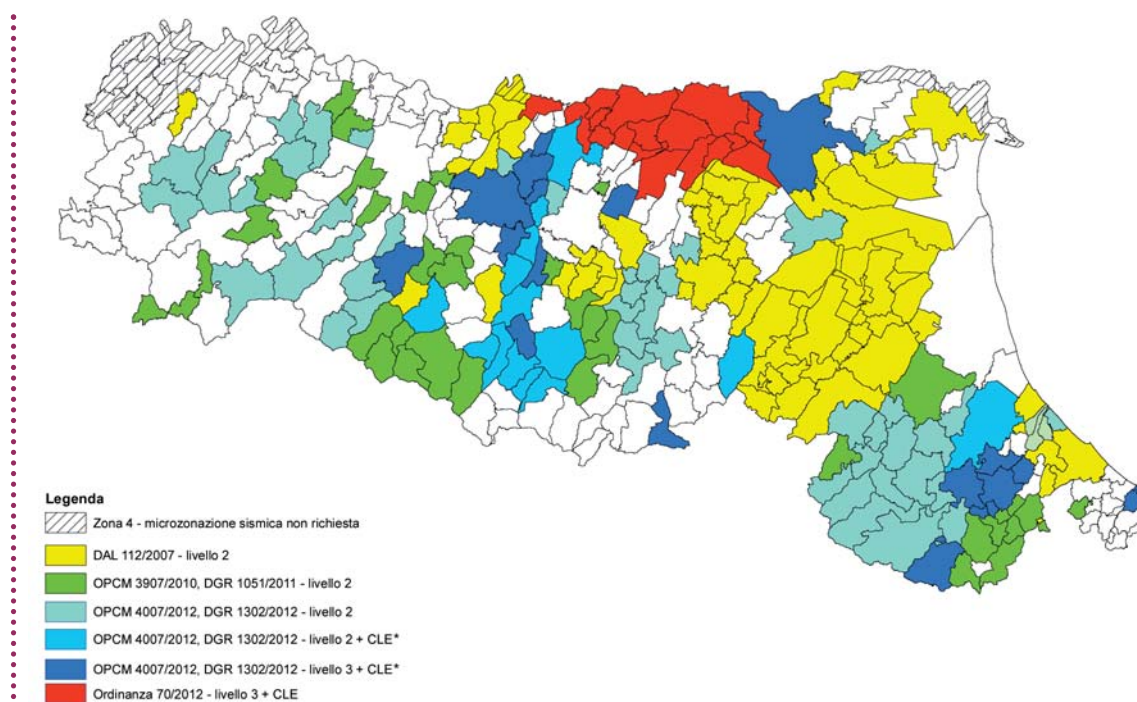 Legenda
Zona 4 - microzonazione sismica non richiesta
DAL 112/2007 - livello 2
OPCM 3907/2010, DGR 1051/2011 - livello 2
OPCM 4007/2012, DGR 1302/2012 - livello 2
OPCM 4007/2012, DGR 1302/2012 - livello 2 + CLE*
OPCM 4007/2012, DGR 1302/2012 - livello 3 + CLE*
Ordinanza 70/2012 - livello 3 + CLE